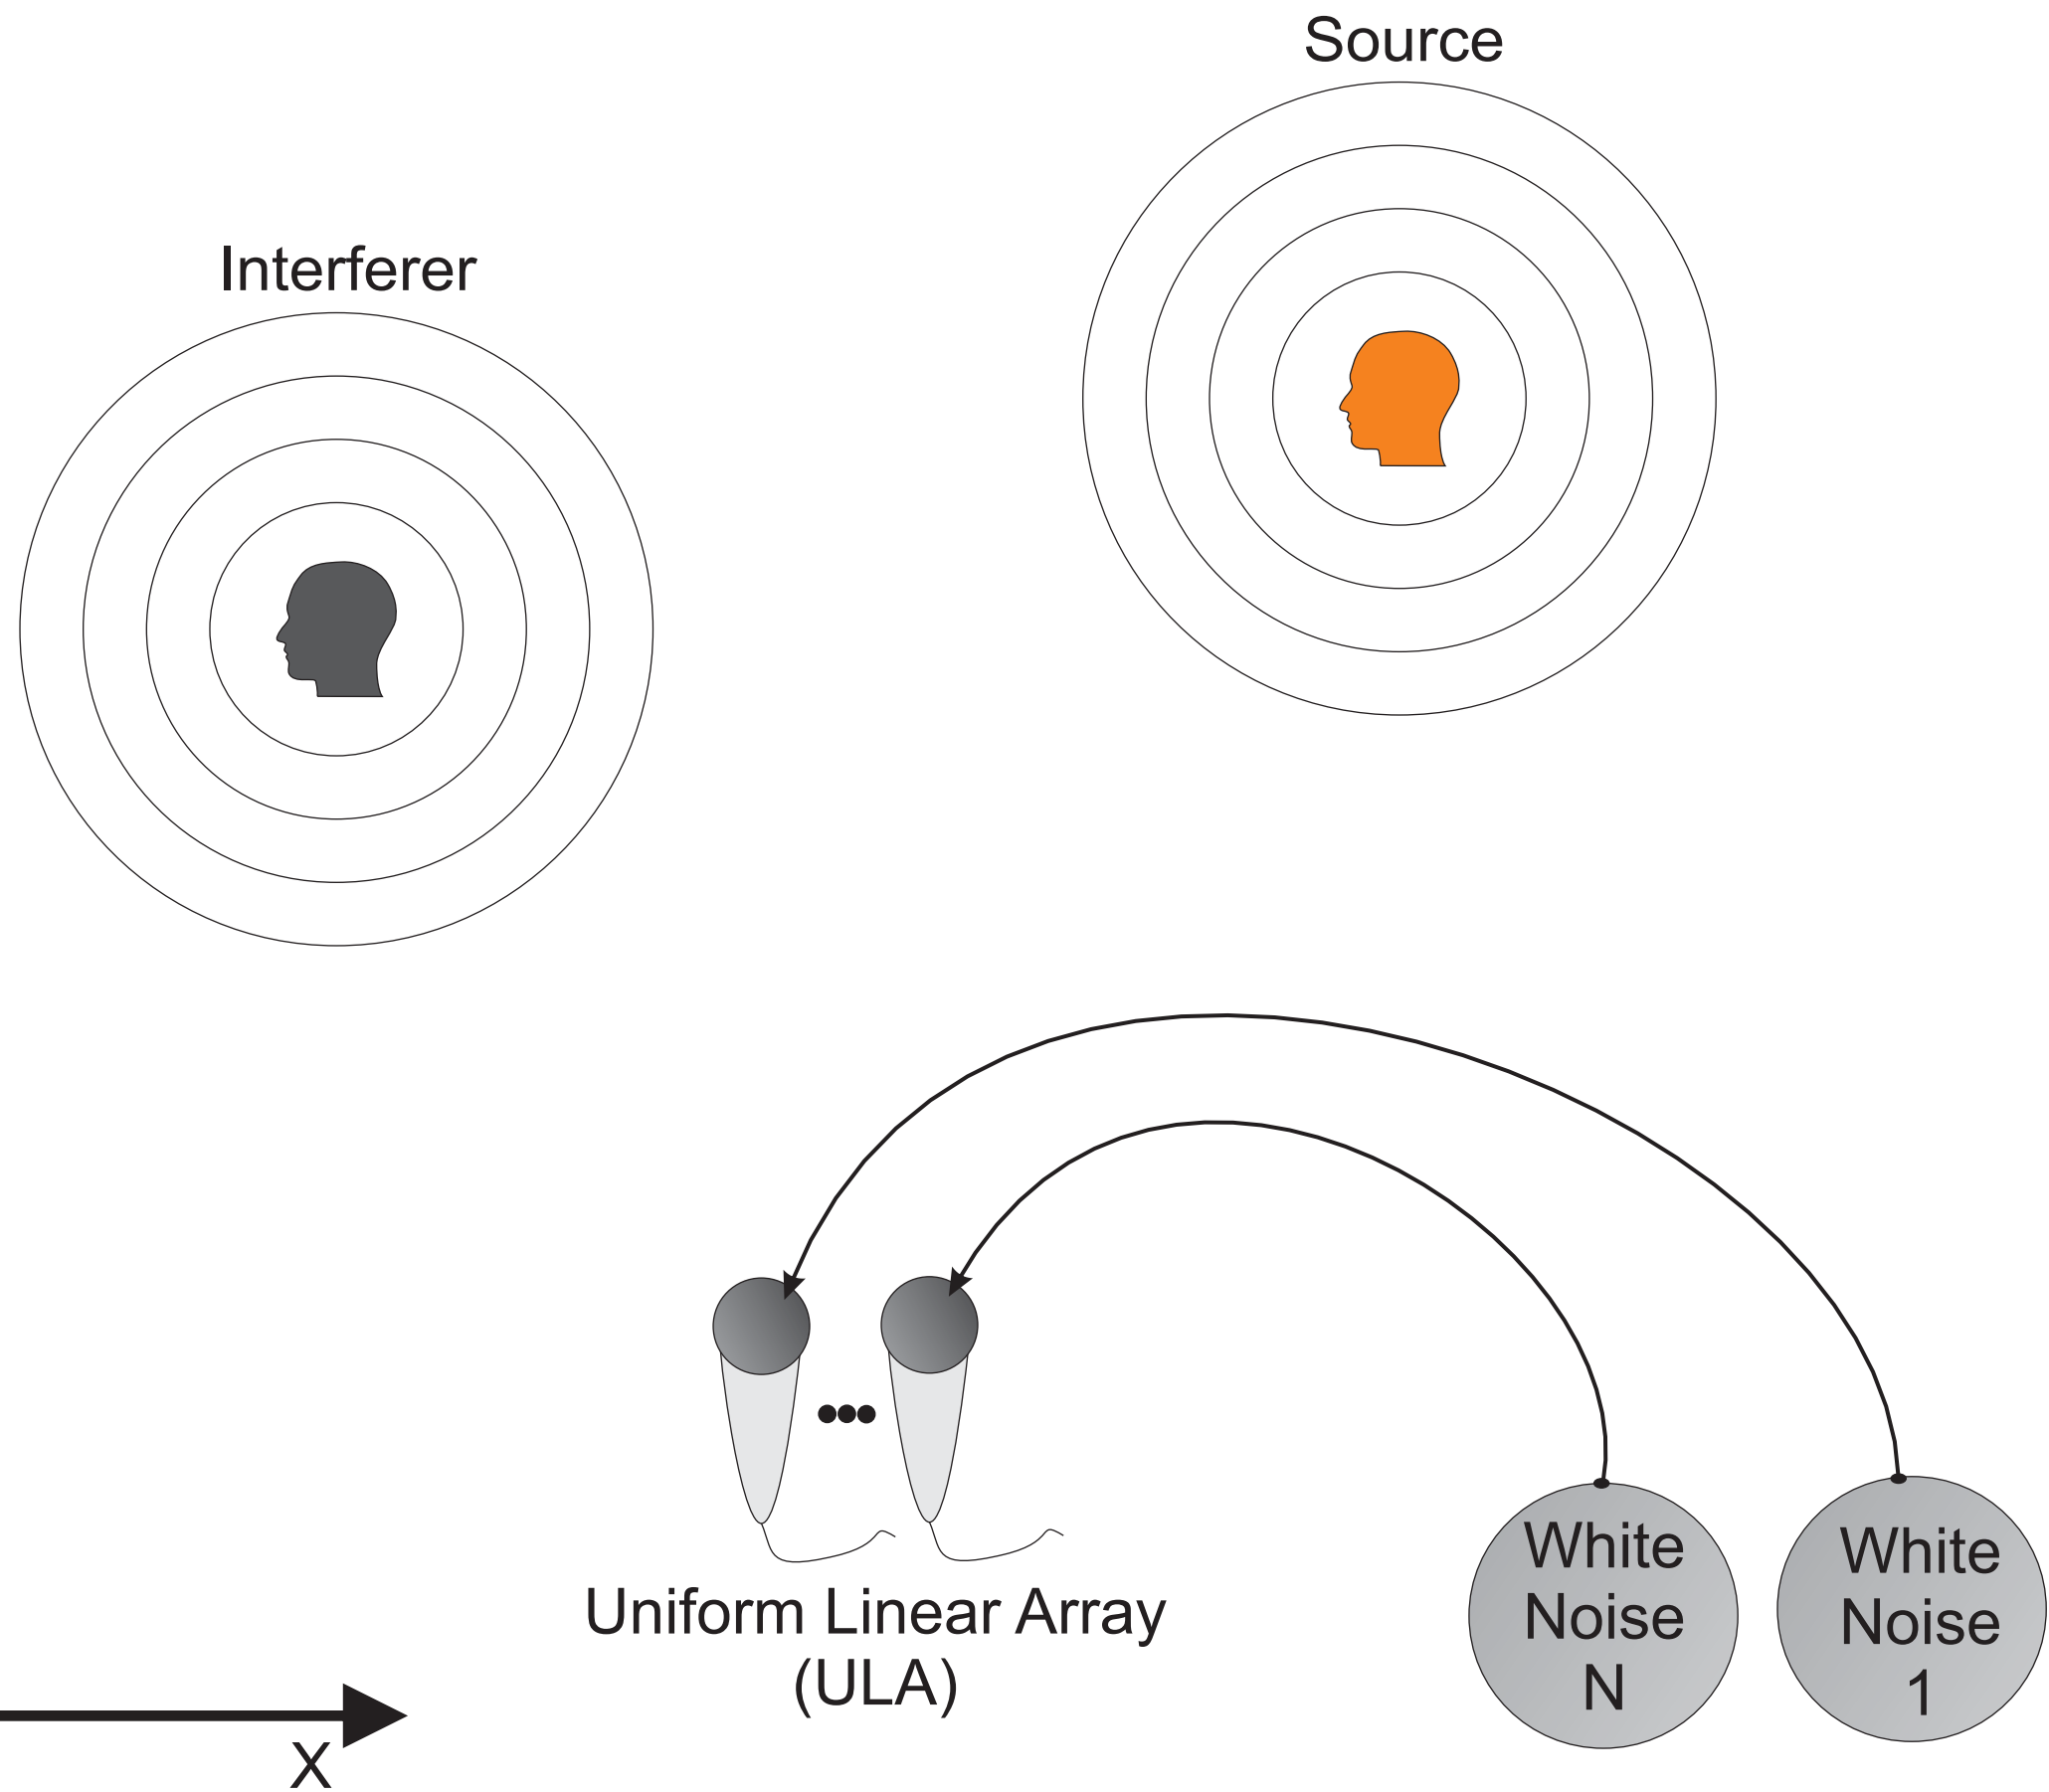 Source
Interferer
White
Noise
N
White
Noise
1
Uniform Linear Array
(ULA)
X